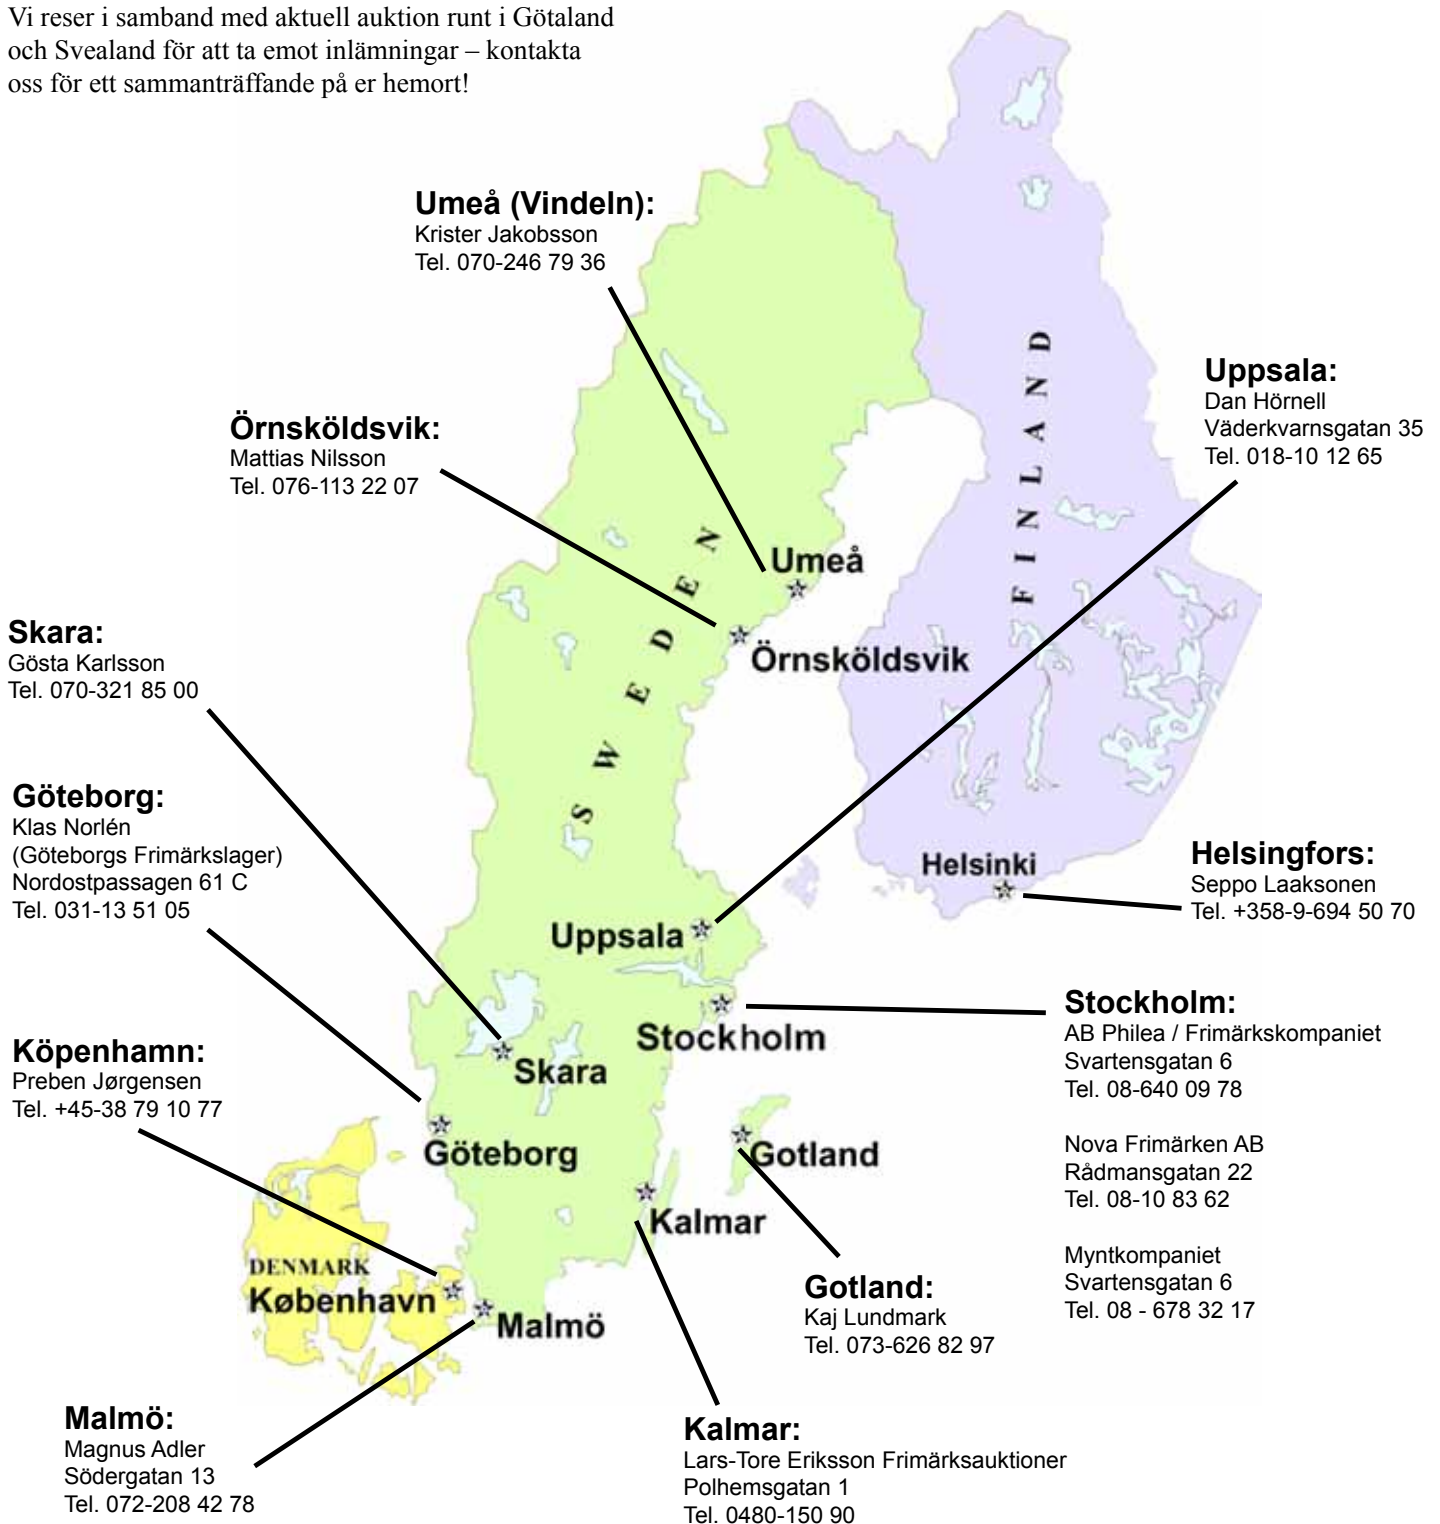 Vi reser i samband med aktuell auktion runt i Götaland
och Svealand för att ta emot inlämningar – kontakta
oss för ett sammanträffande på er hemort!
Umeå (Vindeln):
Krister Jakobsson
Tel. 070-246 79 36
Örnsköldsvik:
Mattias Nilsson
Tel. 076-113 22 07
Uppsala:
Dan Hörnell
Väderkvarnsgatan 35
Tel. 018-10 12 65
Skara:
Gösta Karlsson
Tel. 070-321 85 00
Göteborg:
Klas Norlén
(Göteborgs Frimärkslager)
Nordostpassagen 61 C
Tel. 031-13 51 05
Helsingfors:
Seppo Laaksonen
Tel. +358-9-694 50 70
Köpenhamn:
Preben Jørgensen
Tel. +45-38 79 10 77
Stockholm:
AB Philea / Frimärkskompaniet
Svartensgatan 6
Tel. 08-640 09 78
Nova Frimärken AB
Rådmansgatan 22
Tel. 08-10 83 62
Myntkompaniet
Svartensgatan 6
Tel. 08 - 678 32 17
Gotland:
Kaj Lundmark
Tel. 073-626 82 97
Malmö:
Magnus Adler
Södergatan 13
Tel. 072-208 42 78
Kalmar:
Lars-Tore Eriksson Frimärksauktioner
Polhemsgatan 1
Tel. 0480-150 90
SWEDEN
FINLAND
Umeå
Örnsköldsvik
Helsinki
Uppsala
Stockholm
Skara
Göteborg
Gotland
Kalmar
DENMARK
København
Malmö